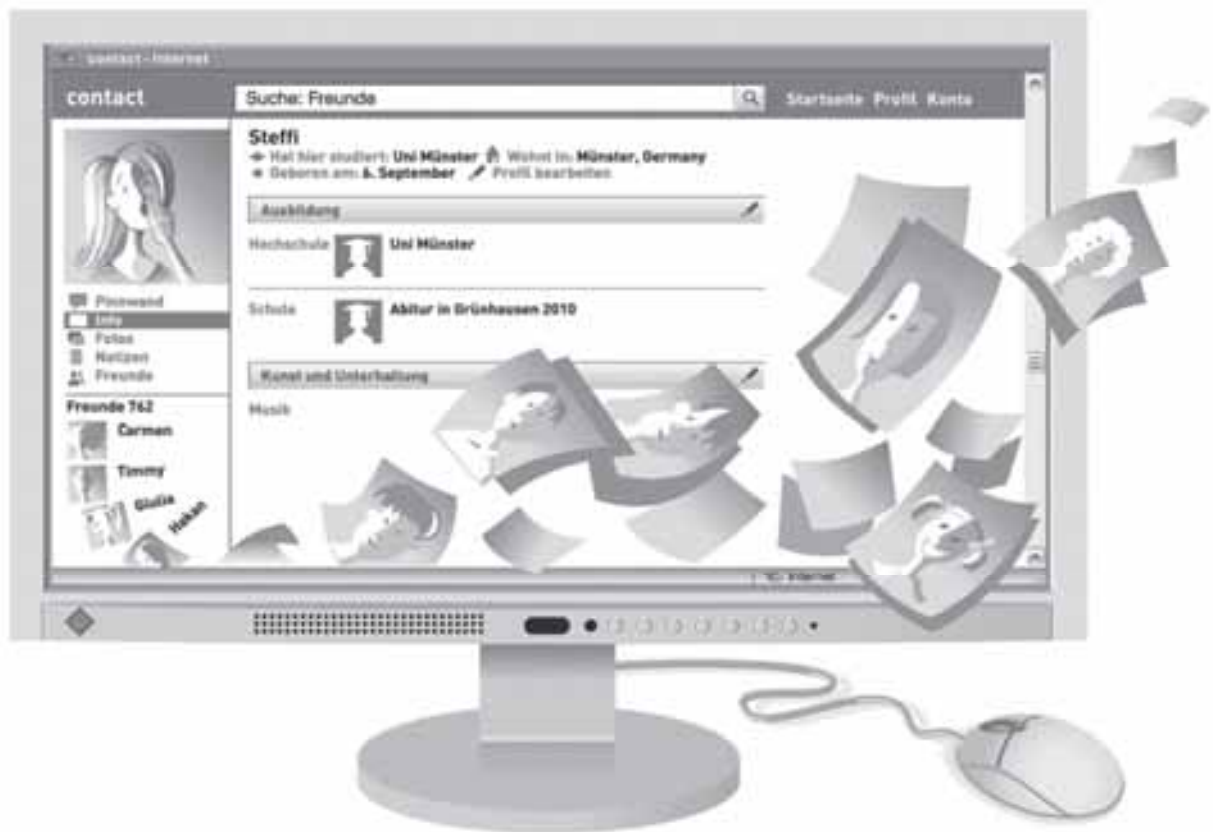 contact - Internet
contact
Suche: Freunde
Startseite Profil Konto
Steffi
Hat hier studiert: Uni Münster Wohnt in: Münster, Germany
Geboren am: 6. September Profil bearbeiten
Ausbildung
Hochschule Uni Münster
Schule Abitur in Grünhausen 2010
Kunst und Unterhaltung
Musik
Pinnwand
Info
Fotos
Notizen
Freunde
Freunde 762
Carmen
Timmy
Giulia
Hakan
Internet